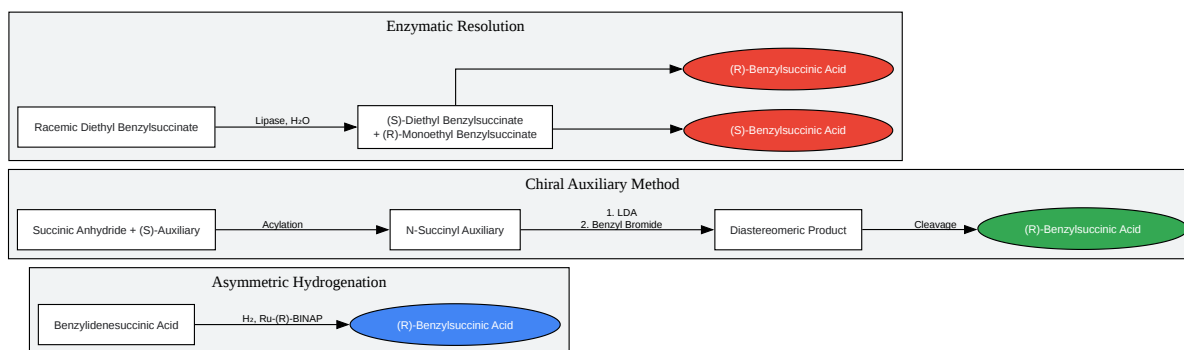 Enzymatic Resolution
(R)-Benzylsuccinic Acid
Racemic Diethyl Benzylsuccinate
Lipase, H₂O
(S)-Diethyl Benzylsuccinate
+ (R)-Monoethyl Benzylsuccinate
(S)-Benzylsuccinic Acid
Chiral Auxiliary Method
Succinic Anhydride + (S)-Auxiliary
Acylation
N-Succinyl Auxiliary
1. LDA
2. Benzyl Bromide
Diastereomeric Product
Cleavage
(R)-Benzylsuccinic Acid
Asymmetric Hydrogenation
Benzylidenesuccinic Acid
H₂, Ru-(R)-BINAP
(R)-Benzylsuccinic Acid